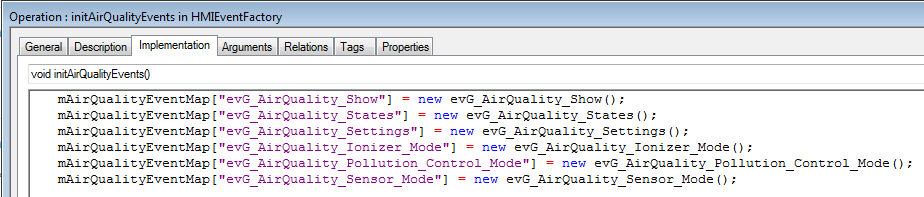 Operation : initAirQualityEvents in HMIEventFactory
General Description Implementation Arguments Relations Tags Properties
void initAirQualityEvents()
mAirQualityEventMap["evG_AirQuality_Show"] = new evG_AirQuality_Show();
mAirQualityEventMap["evG_AirQuality_States"] = new evG_AirQuality_States();
mAirQualityEventMap["evG_AirQuality_Settings"] = new evG_AirQuality_Settings();
mAirQualityEventMap["evG_AirQuality_Ionizer_Mode"] = new evG_AirQuality_Ionizer_Mode();
mAirQualityEventMap["evG_AirQuality_Pollution_Control_Mode"] = new evG_AirQuality_Pollution_Control_Mode();
mAirQualityEventMap["evG_AirQuality_Sensor_Mode"] = new evG_AirQuality_Sensor_Mode();